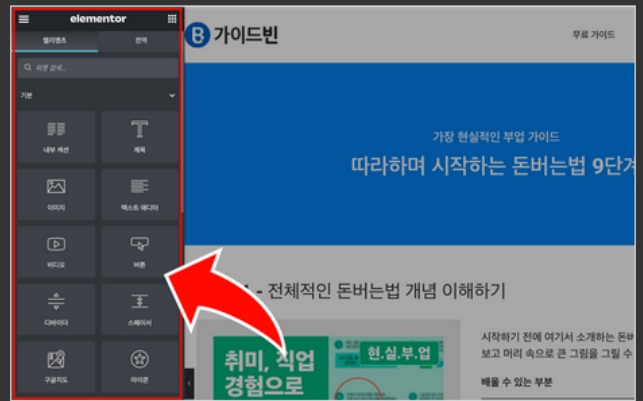 elementor
엘리멘츠
전역
위젯 검색...
기본
내부 섹션
제목
이미지
텍스트 에디터
비디오
버튼
디바이더
스페이서
구글지도
아이콘
B 가이드빈
무료 가이드
가장 현실적인 부업 가이드
따라하며 시작하는 돈버는법 9단계
- 전체적인 돈버는법 개념 이해하기
취미, 직업
경험으로
현.실.부.업
시작하기 전에 여기서 소개하는 돈버
보고 머리 속으로 큰 그림을 그릴 수
배울 수 있는 부분